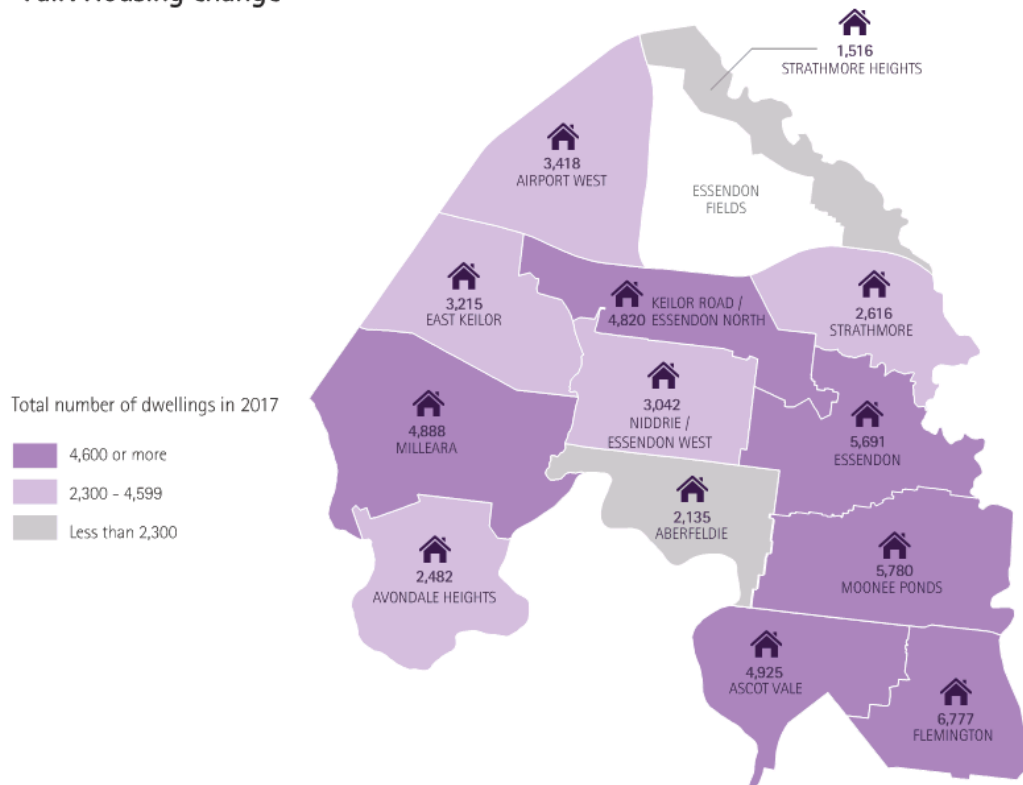 Housing Change
1,516
STRATHMORE HEIGHTS
3,418
AIRPORT WEST
ESSENDON
FIELDS
3,215
EAST KEILOR
KEILOR ROAD /
4,820 ESSENDON NORTH
2,616
STRATHMORE
Total number of dwellings in 2017
4,600 or more
2,300 – 4,599
Less than 2,300
4,888
MILLEARA
3,042
NIDDRIE /
ESSENDON WEST
5,691
ESSENDON
2,135
ABERFELDIE
2,482
AVONDALE HEIGHTS
5,780
MOONEE PONDS
4,925
ASCOT VALE
6,777
FLEMINGTON